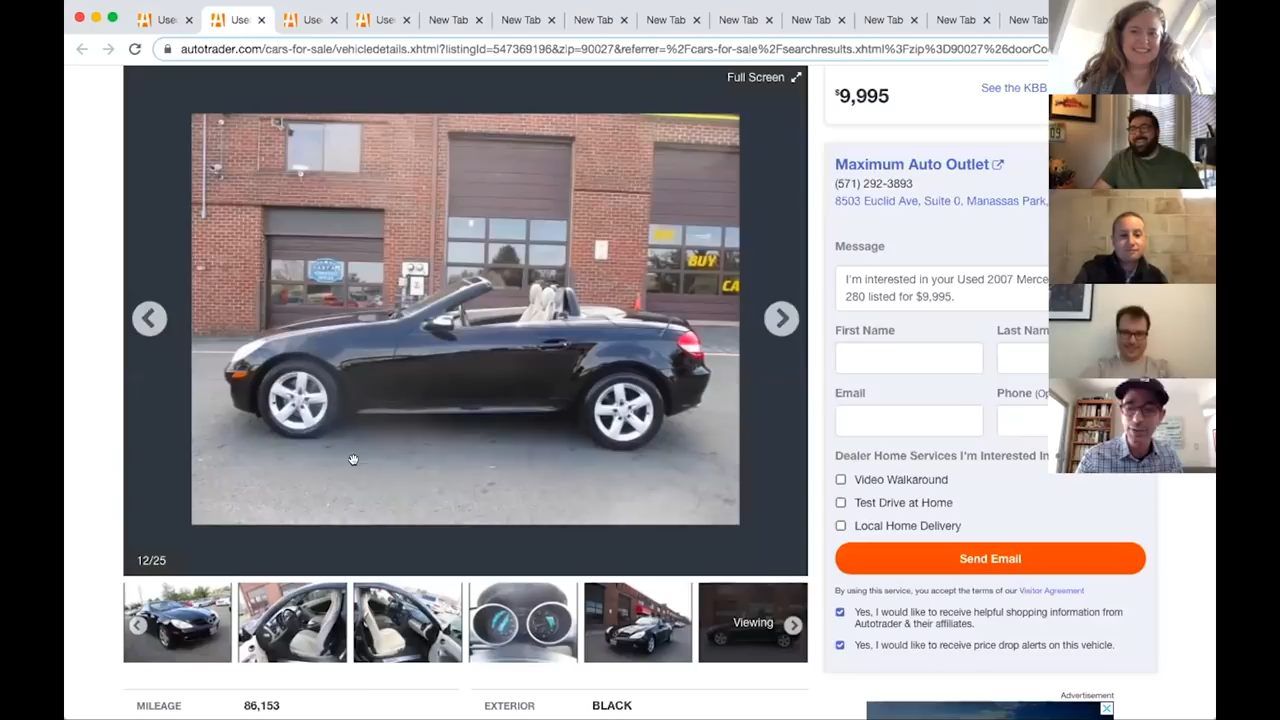 Use
Use
Use
Use
New Tab
New Tab
New Tab
New Tab
New Tab
New Tab
New Tab
New Tab
New Tab
autotrader.com/cars-for-sale/vehicledetails.xhtml?listingId=547369196&zip=90027&referrer=%2Fcars-for-sale%2Fsearchresults.xhtml%3Fzip%3D90027%26doorCo
Full Screen
$9,995
See the KBB
Maximum Auto Outlet
(571) 292-3893
8503 Euclid Ave, Suite 0, Manassas Park,
Message
I'm interested in your Used 2007 Merce
280 listed for $9,995.
First Name
Last Nam
Email
Phone (Op
BUY
CA
12/25
Viewing
Dealer Home Services I'm Interested In
Video Walkaround
Test Drive at Home
Local Home Delivery
Send Email
By using this service, you accept the terms of our Visitor Agreement
Yes, I would like to receive helpful shopping information from
Autotrader & their affiliates.
Yes, I would like to receive price drop alerts on this vehicle.
MILEAGE
86,153
EXTERIOR
BLACK
Advertisement